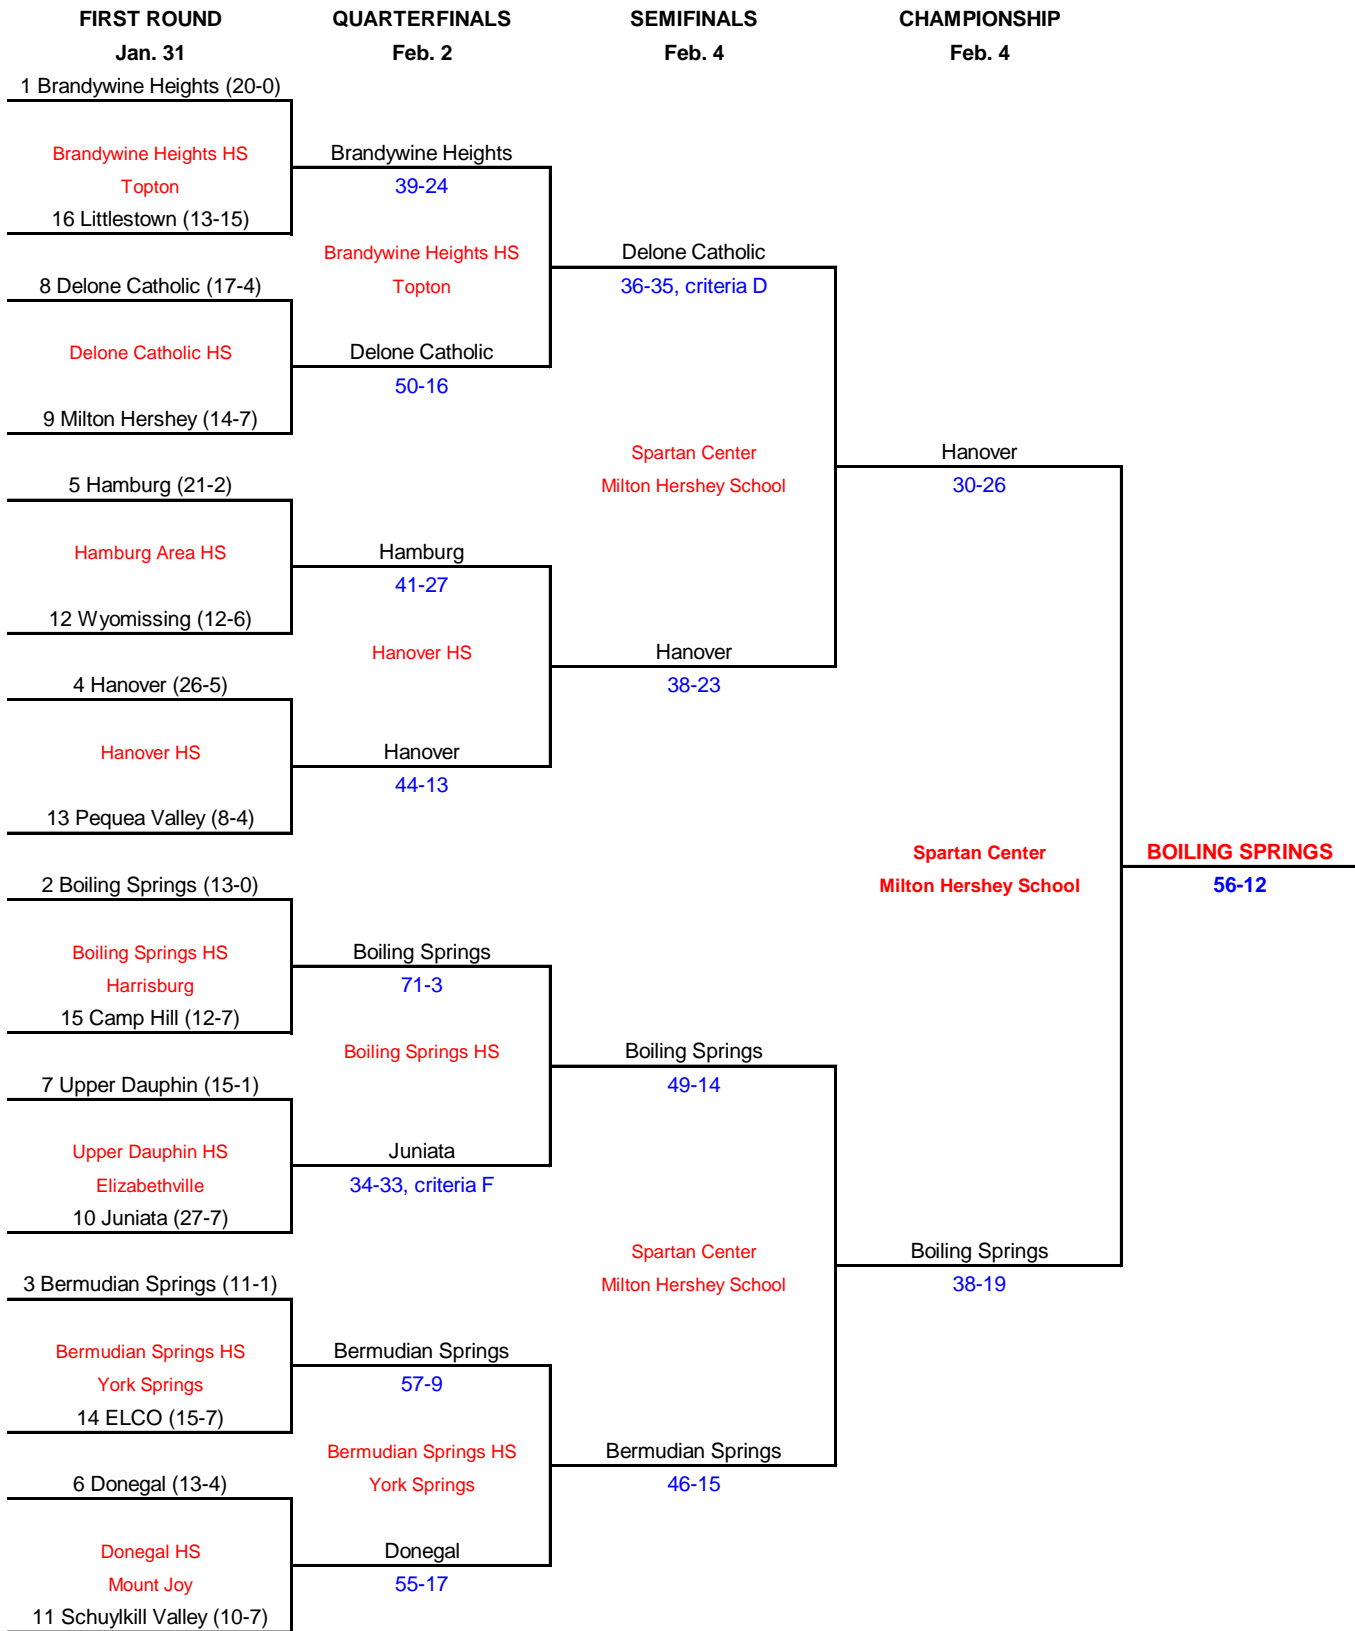 FIRST ROUND QUARTERFINALS SEMIFINALS CHAMPIONSHIP
Jan. 31 Feb. 2 Feb. 4 Feb. 4
1 Brandywine Heights (20-0)
Brandywine Heights HS Brandywine Heights
Topton 39-24
16 Littlestown (13-15)
Brandywine Heights HS Delone Catholic
8 Delone Catholic (17-4) Topton 36-35, criteria D
Delone Catholic HS Delone Catholic
50-16
9 Milton Hershey (14-7)
Spartan Center Hanover
5 Hamburg (21-2) Milton Hershey School 30-26
Hamburg Area HS Hamburg
41-27
12 Wyomissing (12-6)
Hanover HS Hanover
4 Hanover (26-5) 38-23
Hanover HS Hanover
44-13
13 Pequea Valley (8-4)
Spartan Center BOILING SPRINGS
2 Boiling Springs (13-0) Milton Hershey School 56-12
Boiling Springs HS Boiling Springs
Harrisburg 71-3
15 Camp Hill (12-7)
Boiling Springs HS Boiling Springs
7 Upper Dauphin (15-1) 49-14
Upper Dauphin HS Juniata
Elizabethville 34-33, criteria F
10 Juniata (27-7)
Spartan Center Boiling Springs
3 Bermudian Springs (11-1) Milton Hershey School 38-19
Bermudian Springs HS Bermudian Springs
York Springs 57-9
14 ELCO (15-7)
Bermudian Springs HS Bermudian Springs
6 Donegal (13-4) York Springs 46-15
Donegal HS Donegal
Mount Joy 55-17
11 Schuylkill Valley (10-7)